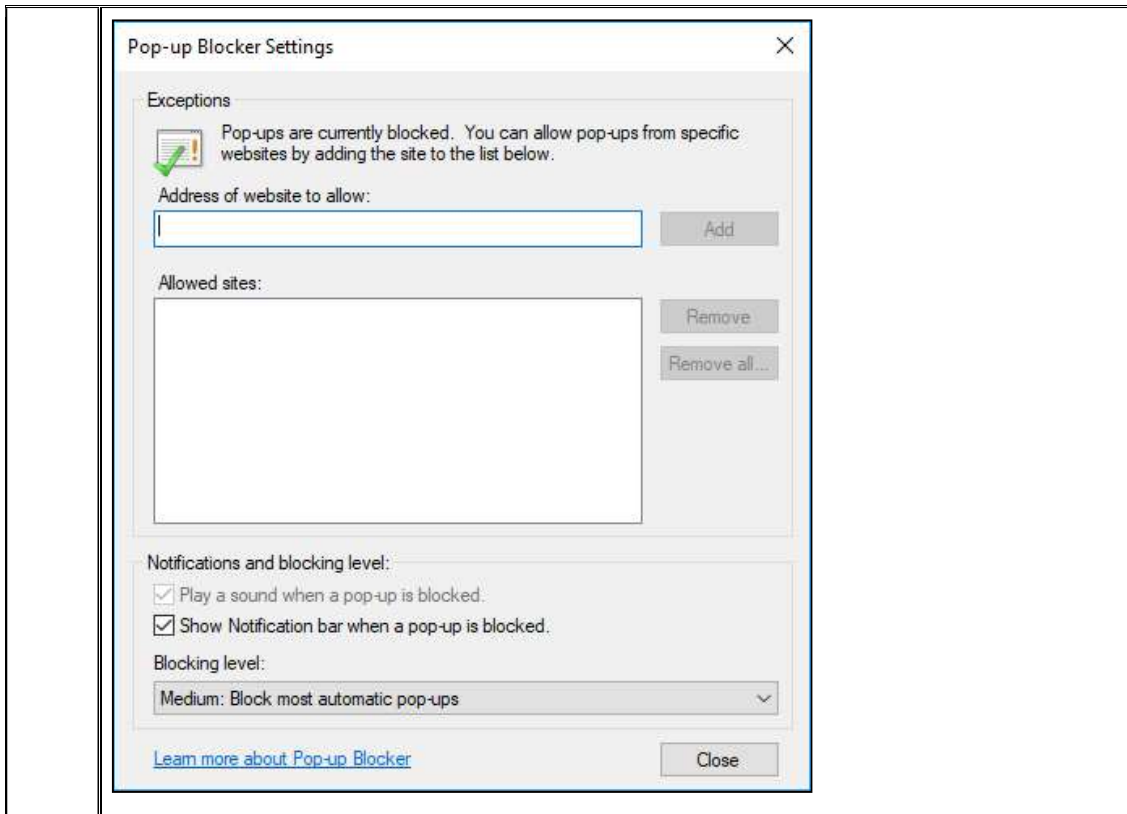 Pop-up Blocker Settings
Exceptions
Pop-ups are currently blocked.  You can allow pop-ups from specific
websites by adding the site to the list below.
Address of website to allow:
Add
Allowed sites:
Remove
Remove all...
Notifications and blocking level:
Play a sound when a pop-up is blocked.
Show Notification bar when a pop-up is blocked.
Blocking level:
Medium: Block most automatic pop-ups
Learn more about Pop-up Blocker
Close